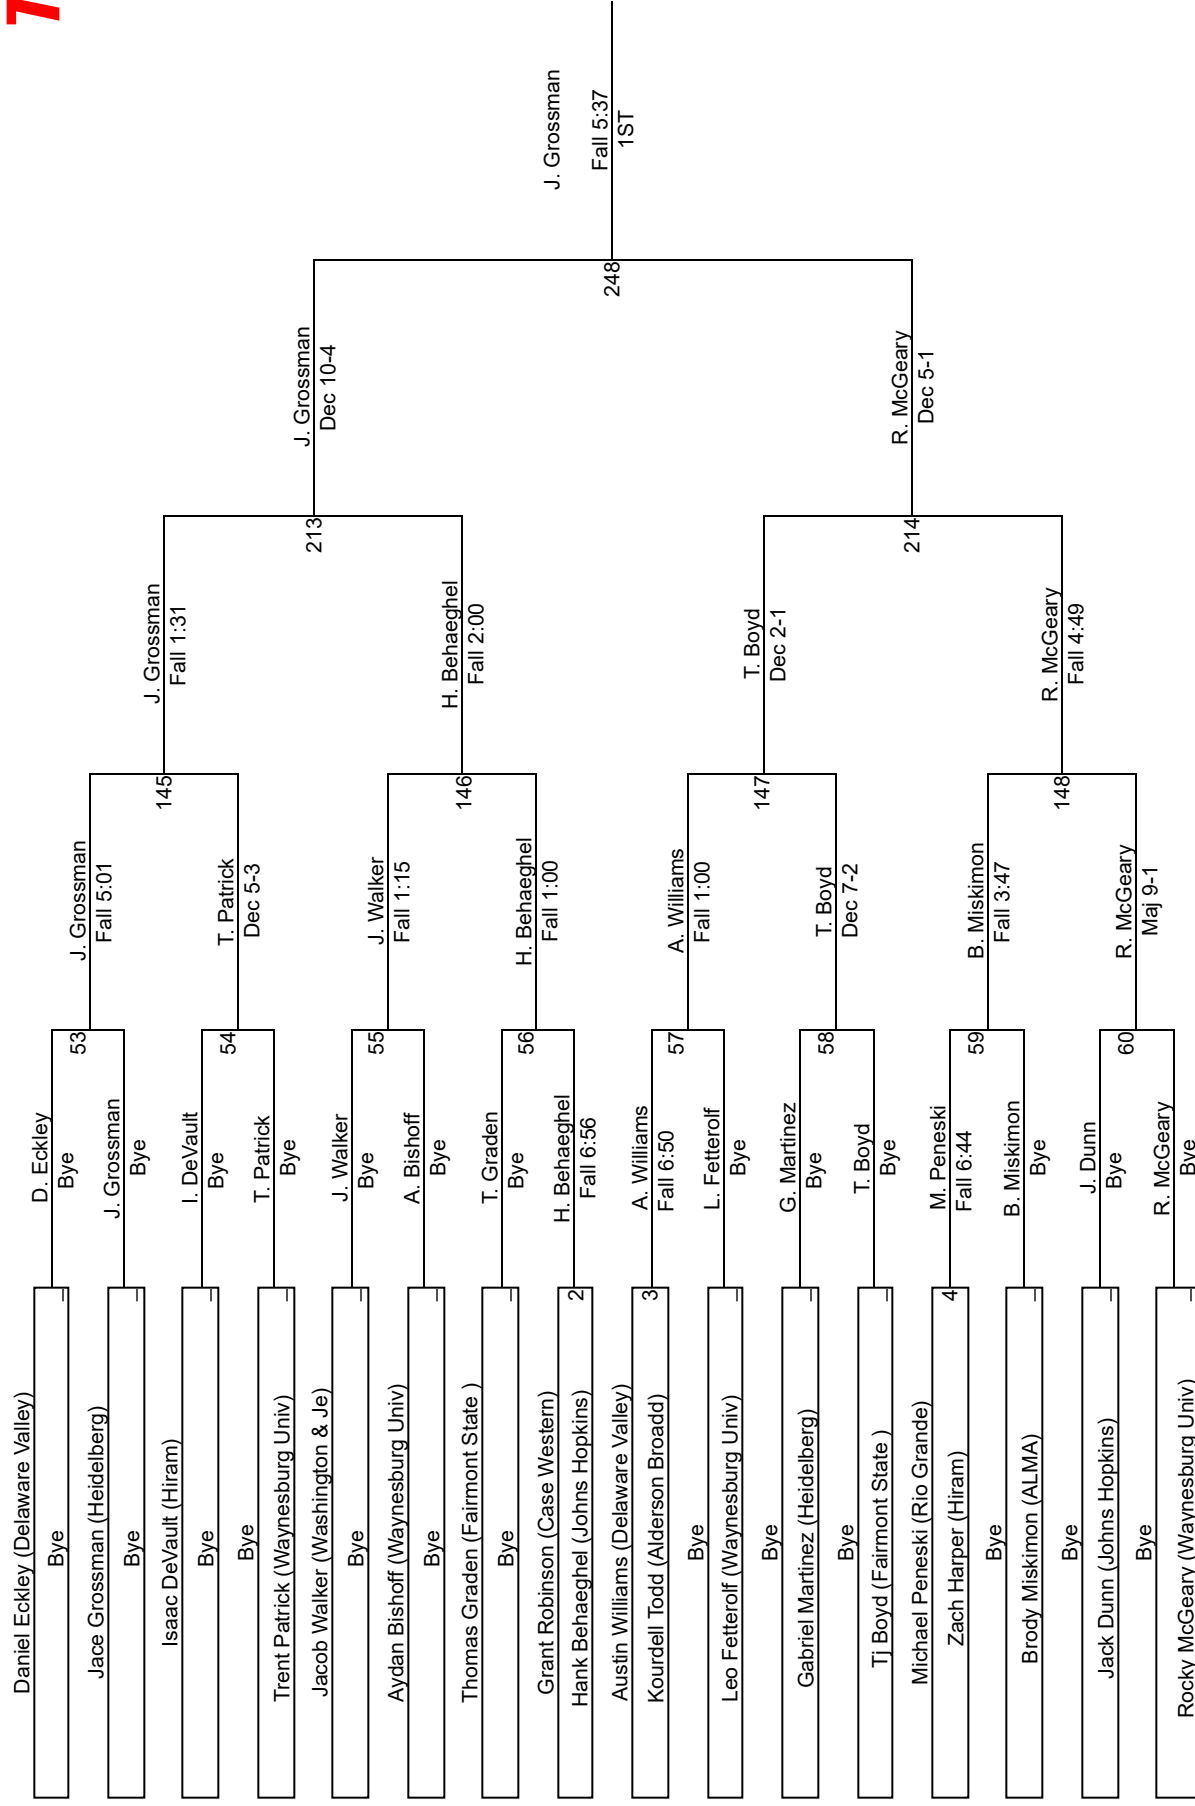 7
Daniel Eckley (Delaware Valley)
Bye
Jace Grossman (Heidelberg)
Bye
Isaac DeVault (Hiram)
Bye
Bye
Trent Patrick (Waynesburg Univ)
Jacob Walker (Washington & Je)
Bye
Aydan Bishoff (Waynesburg Univ)
Bye
Thomas Graden (Fairmont State )
Bye
Grant Robinson (Case Western)
2
Hank Behaeghel (Johns Hopkins)
Austin Williams (Delaware Valley)
3
Kourdell Todd (Alderson Broadd)
Bye
Leo Fetterolf (Waynesburg Univ)
Bye
Gabriel Martinez (Heidelberg)
Bye
Tj Boyd (Fairmont State )
Michael Peneski (Rio Grande)
4
Zach Harper (Hiram)
Bye
Brody Miskimon (ALMA)
Bye
Jack Dunn (Johns Hopkins)
Bye
Rocky McGeary (Waynesburg Univ)
D. Eckley
Bye
53
J. Grossman
Bye
I. DeVault
Bye
54
T. Patrick
Bye
J. Walker
Bye
55
A. Bishoff
Bye
T. Graden
Bye
56
H. Behaeghel
Fall 6:56
A. Williams
Fall 6:50
57
L. Fetterolf
Bye
G. Martinez
Bye
58
T. Boyd
Bye
M. Peneski
Fall 6:44
59
B. Miskimon
Bye
J. Dunn
Bye
60
R. McGeary
Bye
J. Grossman
Fall 5:01
145
T. Patrick
Dec 5-3
J. Walker
Fall 1:15
146
H. Behaeghel
Fall 1:00
A. Williams
Fall 1:00
147
T. Boyd
Dec 7-2
B. Miskimon
Fall 3:47
148
R. McGeary
Maj 9-1
J. Grossman
Fall 1:31
213
H. Behaeghel
Fall 2:00
T. Boyd
Dec 2-1
214
R. McGeary
Fall 4:49
J. Grossman
Dec 10-4
248
R. McGeary
Dec 5-1
J. Grossman
Fall 5:37
1ST